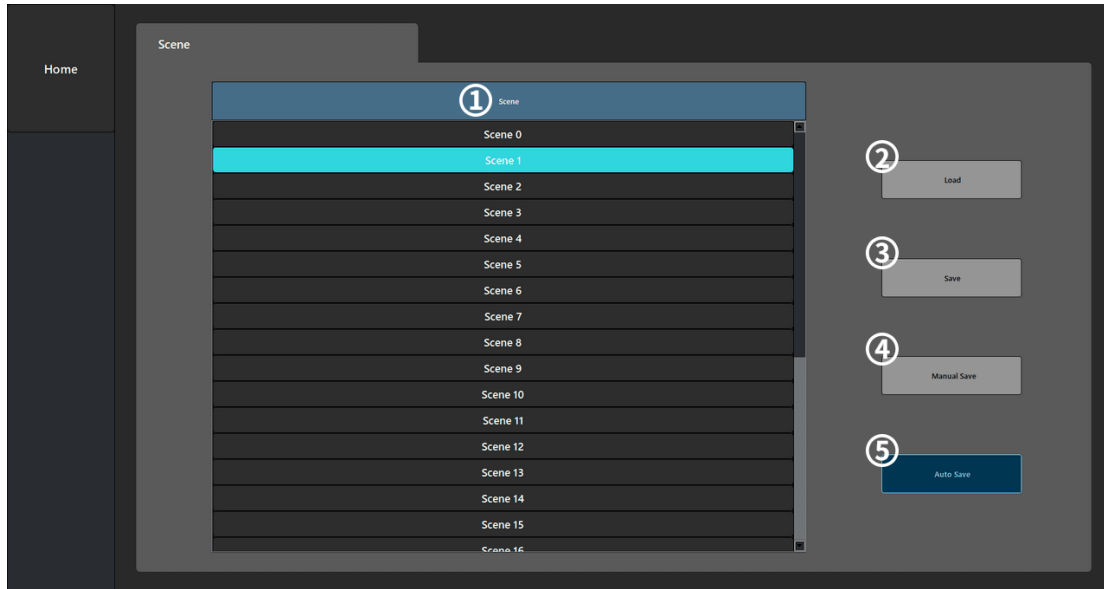 Home
Scene
① Scene
Scene 0
Scene 1
Scene 2
Scene 3
Scene 4
Scene 5
Scene 6
Scene 7
Scene 8
Scene 9
Scene 10
Scene 11
Scene 12
Scene 13
Scene 14
Scene 15
Scene 16
②
Load
③
Save
④
Manual Save
⑤
Auto Save